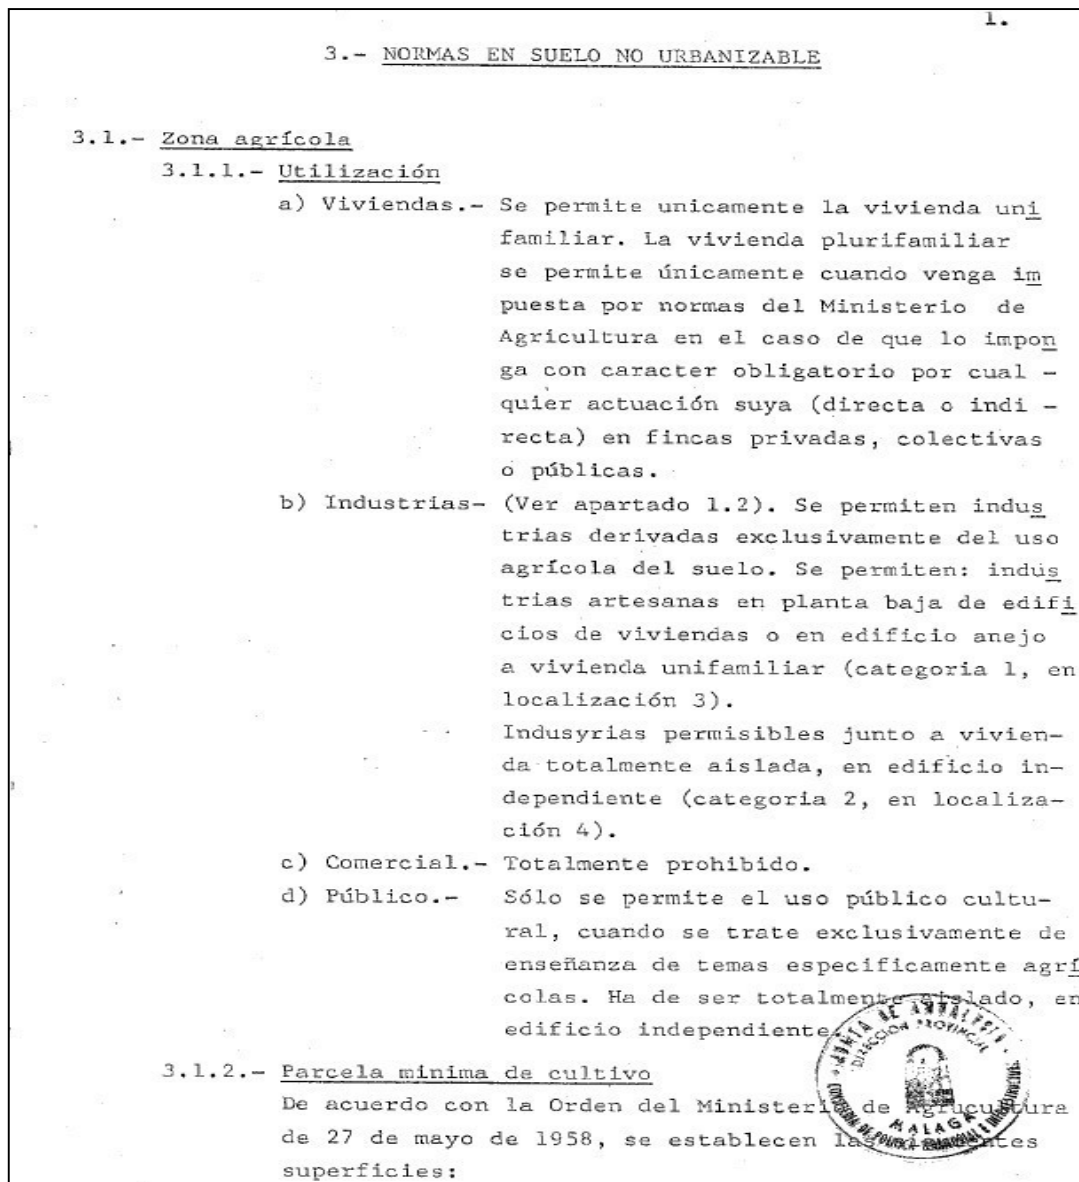 1.
3.- NORMAS EN SUELO NO URBANIZABLE
3.1.- Zona agrícola
3.1.1.- Utilización
a) Viviendas.- Se permite unicamente la vivienda uni
familiar. La vivienda plurifamiliar
se permite únicamente cuando venga im
puesta por normas del Ministerio de
Agricultura en el caso de que lo impon
ga con caracter obligatorio por cual -
quier actuación suya (directa o indi -
recta) en fincas privadas, colectivas
o públicas.
b) Industrias- (Ver apartado 1.2). Se permiten indus
trias derivadas exclusivamente del uso
agrícola del suelo. Se permiten: indus
trias artesanas en planta baja de edifi
cios de viviendas o en edificio anejo
a vivienda unifamiliar (categoria 1, en
localización 3).
Indusyrias permisibles junto a vivien-
da totalmente aislada, en edificio in-
dependiente (categoria 2, en localiza-
ción 4).
c) Comercial.- Totalmente prohibido.
d) Público.- Sólo se permite el uso público cultu-
ral, cuando se trate exclusivamente de
enseñanza de temas especificamente agrí
colas. Ha de ser totalmente aislado, en
edificio independiente
JUNTA DE ANDALUCIA
DIRECCION PROVINCIAL
MALAGA
3.1.2.- Parcela minima de cultivo
De acuerdo con la Orden del Ministerio de Agrucultura
de 27 de mayo de 1958, se establecen las siguientes
superficies: